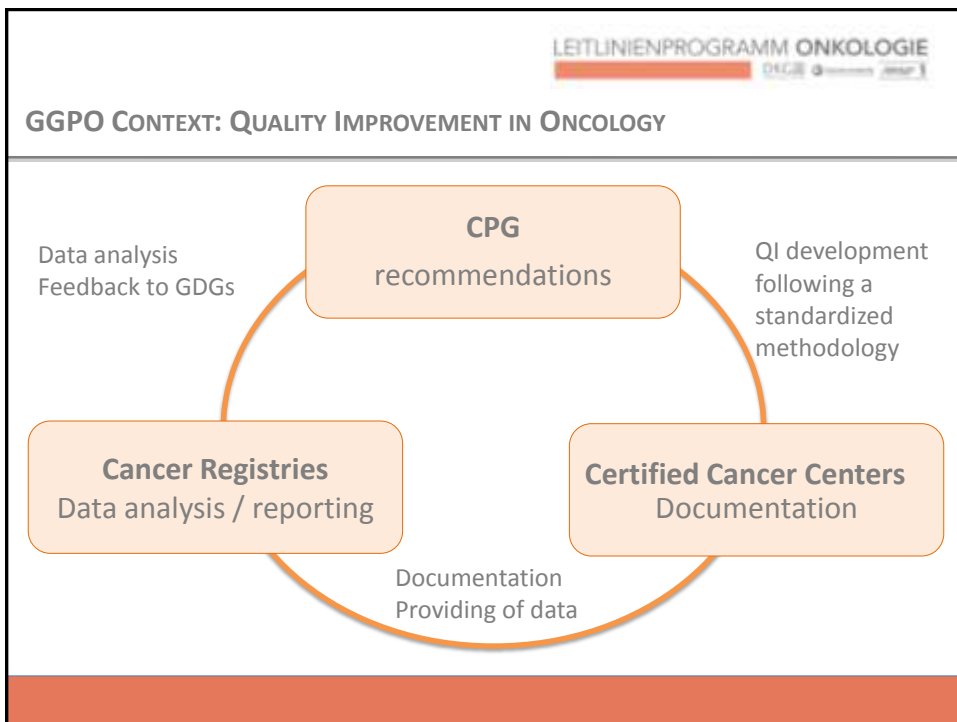 LEITLINIENPROGRAMM ONKOLOGIE
GGPO CONTEXT: QUALITY IMPROVEMENT IN ONCOLOGY
CPG
recommendations
Data analysis
Feedback to GDGs
QI development
following a
standardized
methodology
Cancer Registries
Data analysis / reporting
Certified Cancer Centers
Documentation
Documentation
Providing of data